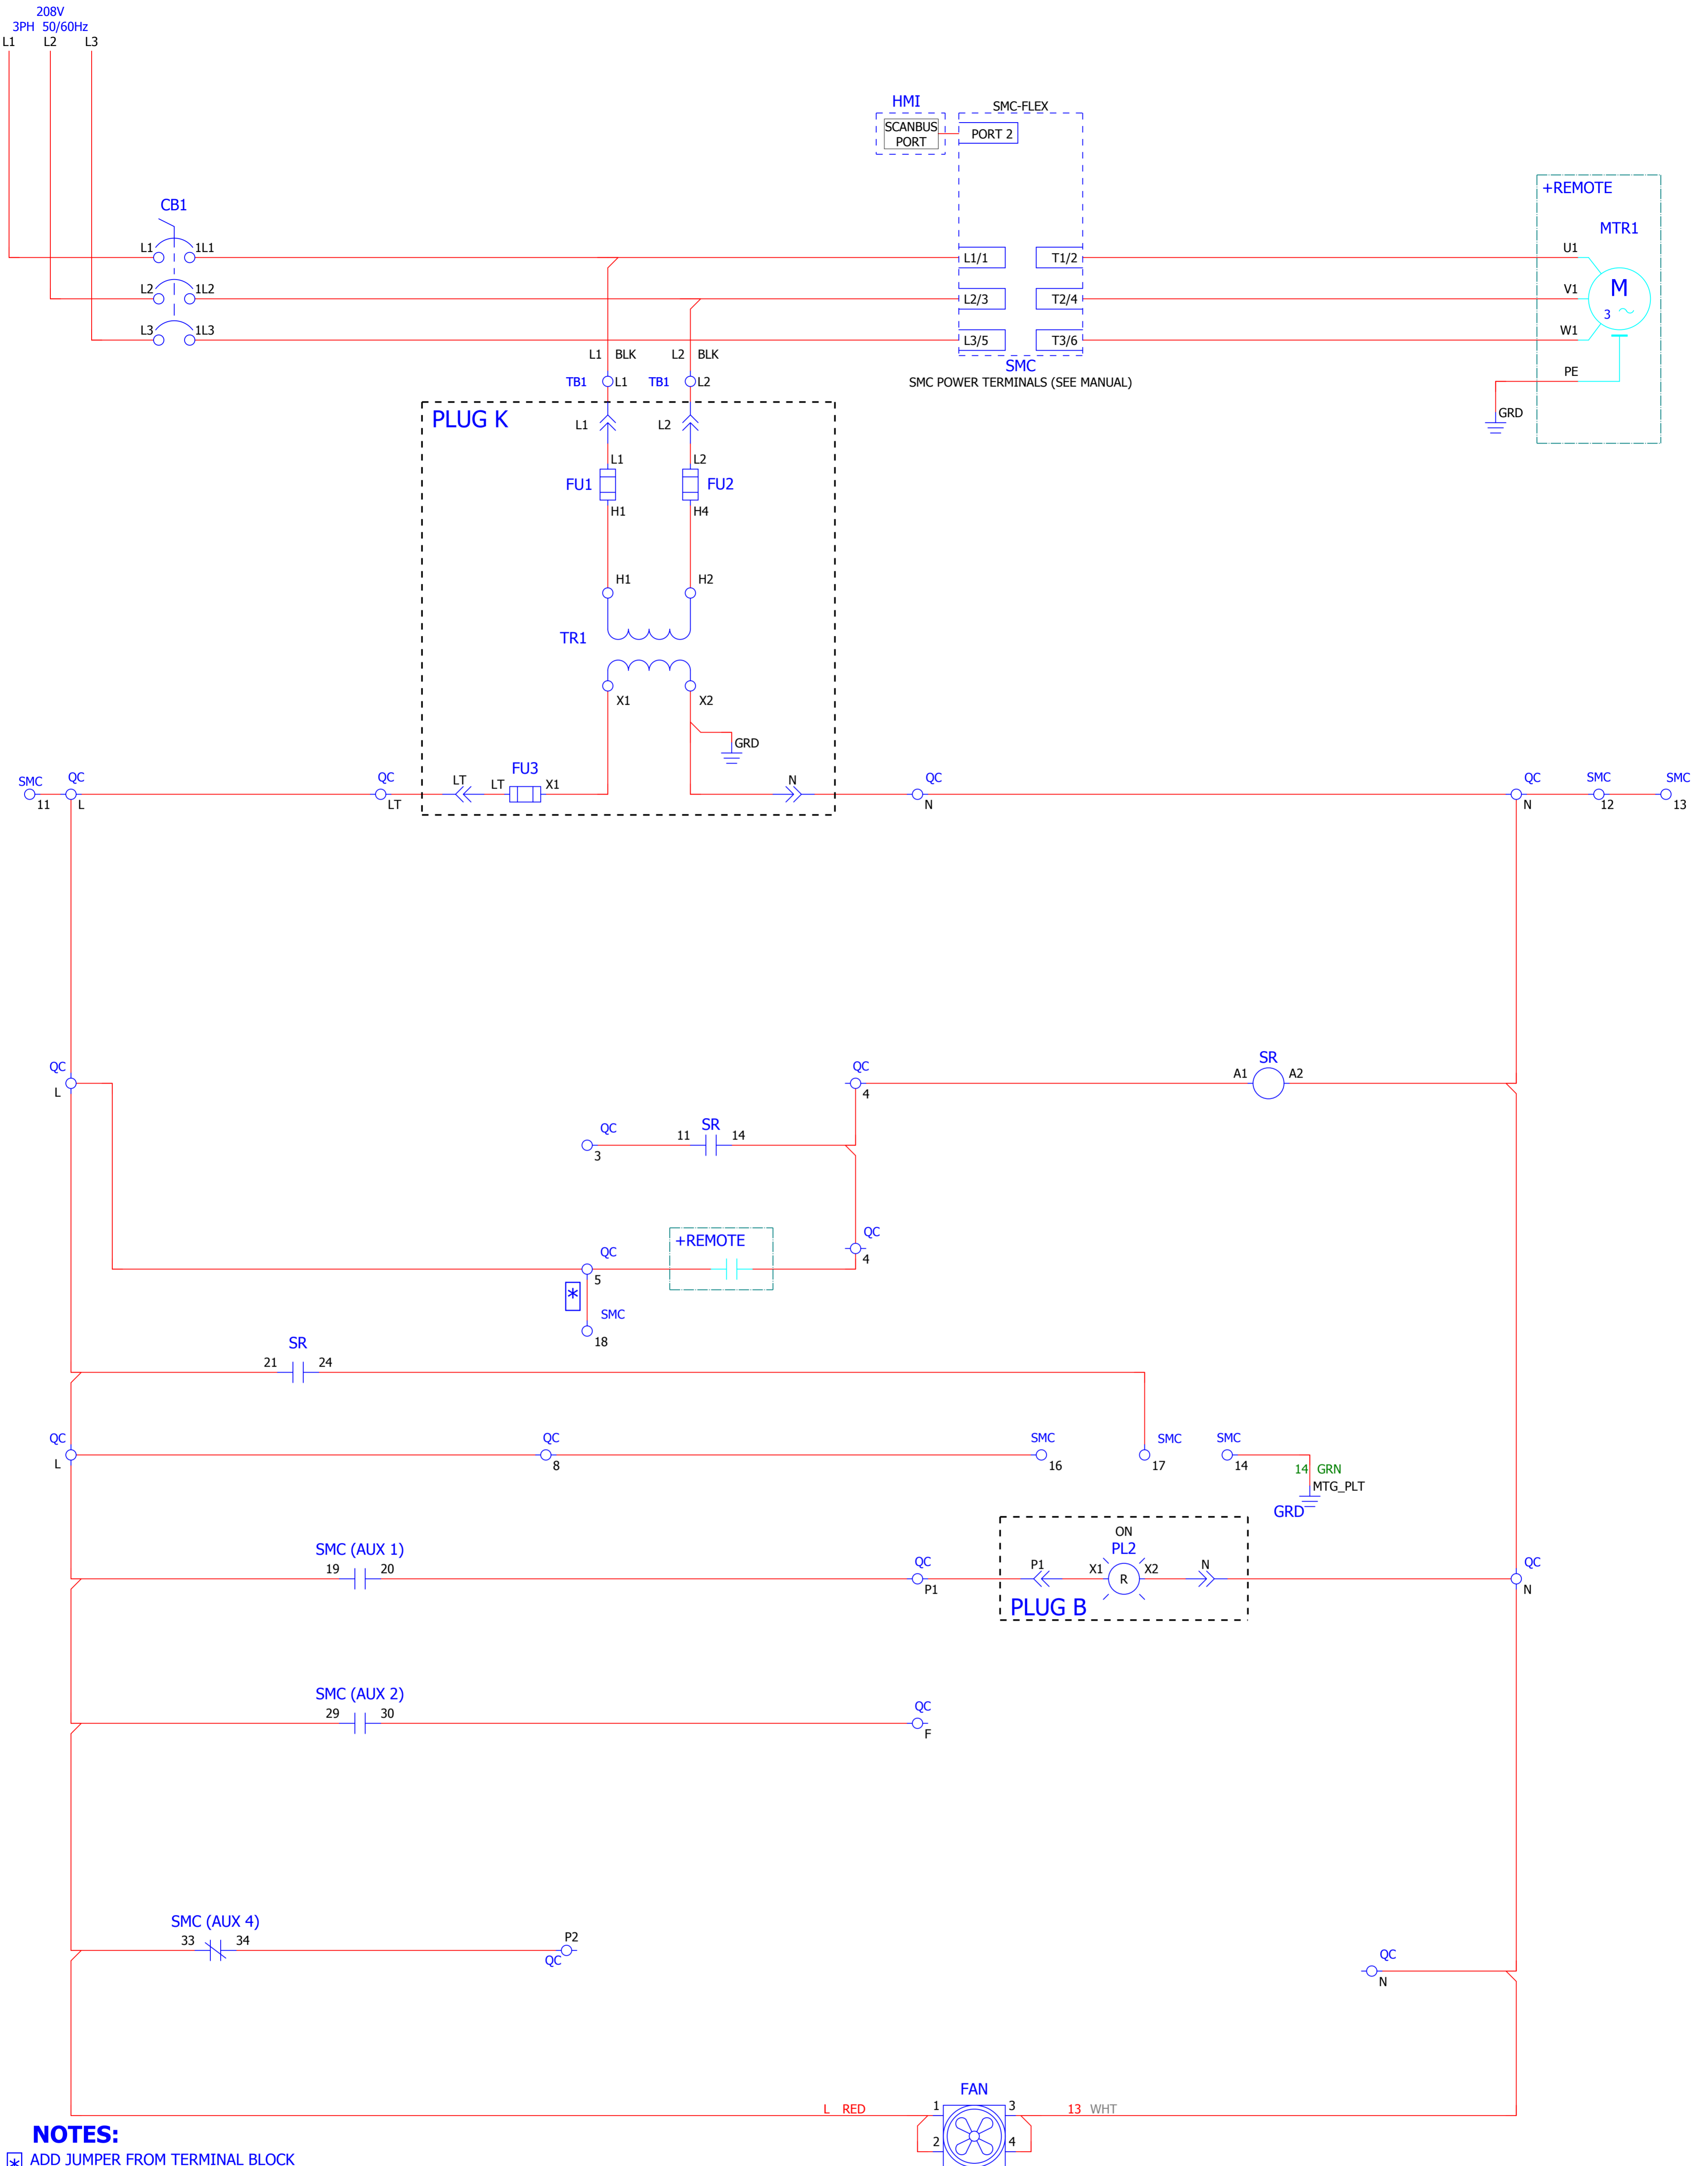 208V
3PH 50/60Hz
L1 L2 L3
HMI
SMC-FLEX
SCANBUS
PORT
PORT 2
+REMOTE
CB1
MTR1
L1 1L1
L1/1 T1/2
U1
L2 1L2
L2/3 T2/4
V1
M
3
L3 1L3
L3/5 T3/6
W1
L1 BLK L2 BLK
SMC
PE
TB1 L1 TB1 L2
SMC POWER TERMINALS (SEE MANUAL)
GRD
PLUG K
L1 L2
L1 L2
FU1 FU2
H1 H4
H1 H2
TR1
X1 X2
GRD
FU3
SMC QC QC LT LT X1 N QC QC SMC SMC
11 L LT N N 12 13
QC QC SR
A1 A2
L 4
QC SR
11 14
3
QC
+REMOTE
4
QC
5
*
SMC
18
SR
21 24
QC QC SMC SMC SMC
L 8 16 17 14
14 GRN
MTG_PLT
GRD
ON
SMC (AUX 1)
PL2
19 20
QC P1 X1 R X2 N QC
P1 N
PLUG B
SMC (AUX 2)
29 30
QC
F
SMC (AUX 4)
33 34
P2
QC
QC
N
FAN
L RED 1 3 13 WHT
2 4
NOTES:
* ADD JUMPER FROM TERMINAL BLOCK